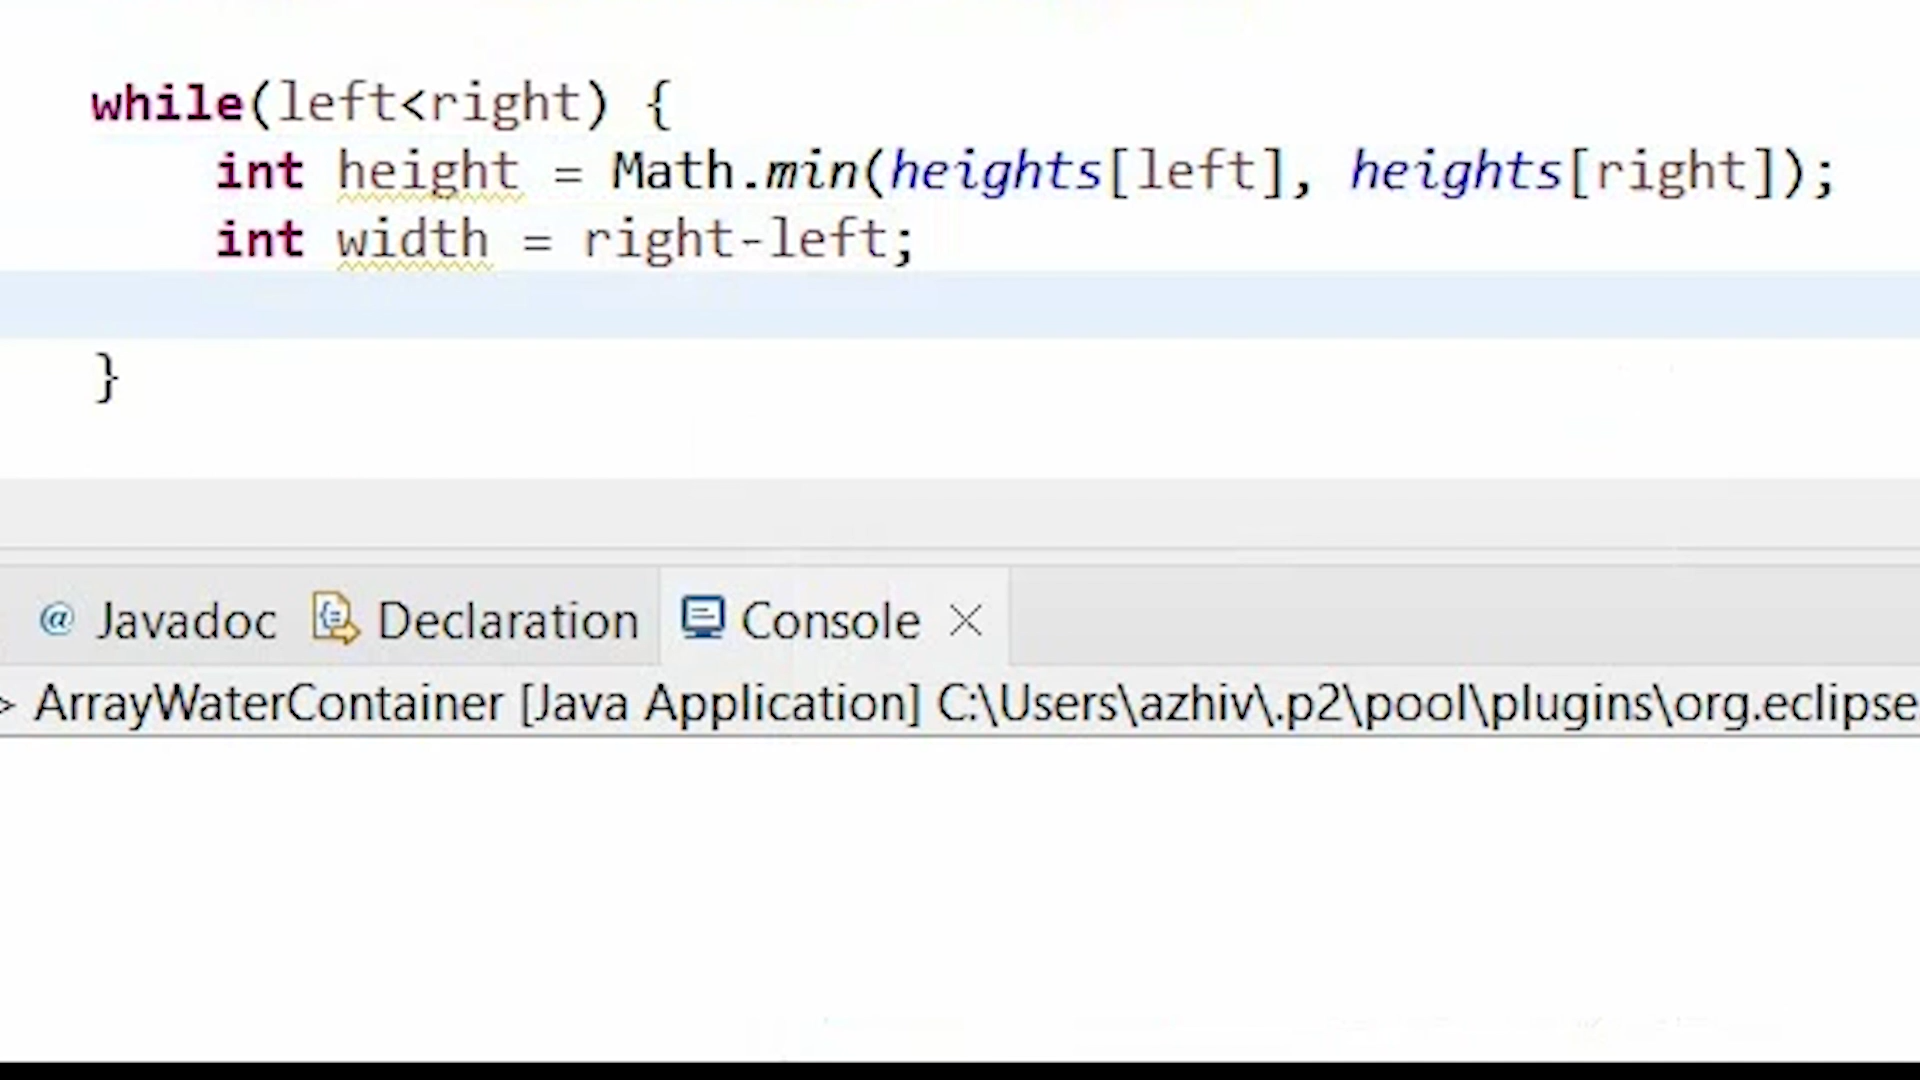 while(left<right) {
int height = Math.min(heights[left], heights[right]);
int width = right-left;
}
@ Javadoc Declaration Console
> ArrayWaterContainer [Java Application] C:\Users\azhiv\.p2\pool\plugins\org.eclipse